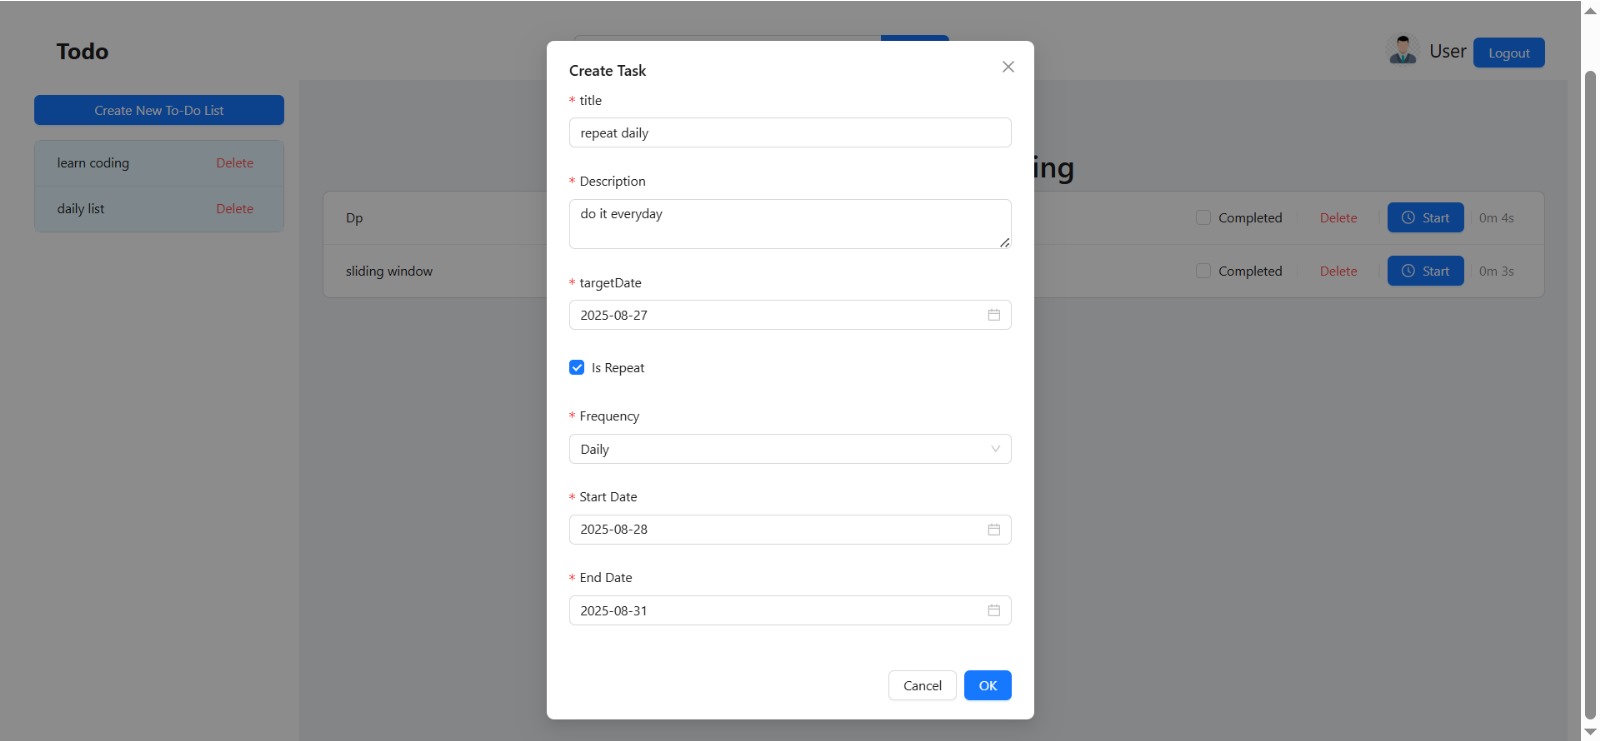 Todo
User
Logout
Create New To-Do List
learn coding Delete
daily list Delete
ing
Dp Completed Delete Start 0m 4s
sliding window Completed Delete Start 0m 3s
Create Task
* title
repeat daily
* Description
do it everyday
* targetDate
2025-08-27
Is Repeat
* Frequency
Daily
* Start Date
2025-08-28
* End Date
2025-08-31
Cancel OK